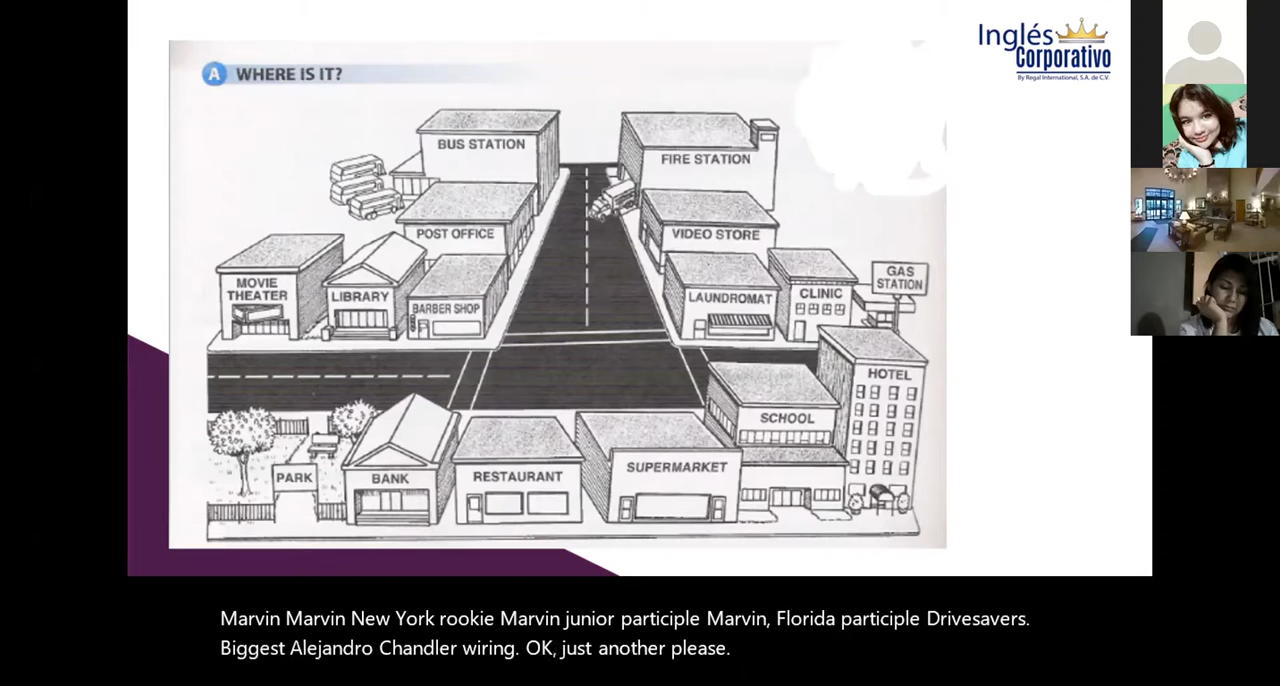 Inglés
Corporativo
By Regal International, S.A. de C.V.
A WHERE IS IT?
BUS STATION
FIRE STATION
POST OFFICE
VIDEO STORE
MOVIE
THEATER
LIBRARY
BARBER SHOP
LAUNDROMAT
CLINIC
GAS
STATION
HOTEL
SCHOOL
PARK
BANK
RESTAURANT
SUPERMARKET
Marvin Marvin New York rookie Marvin junior participle Marvin, Florida participle Drivesavers.
Biggest Alejandro Chandler wiring. OK, just another please.